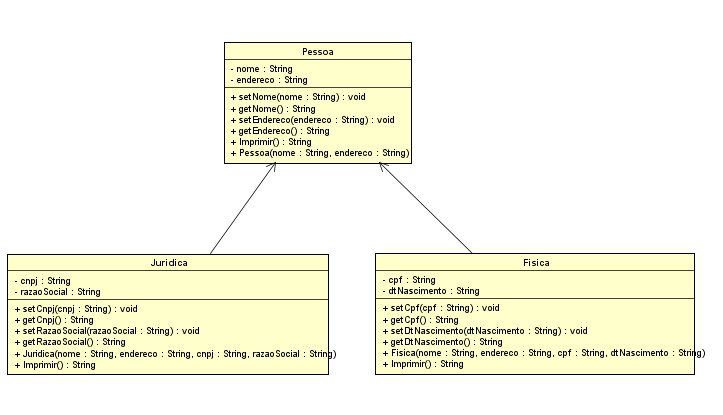 Pessoa
- nome : String
- endereco : String
+ setNome(nome : String) : void
+ getNome() : String
+ setEndereco(endereco : String) : void
+ getEndereco() : String
+ Imprimir() : String
+ Pessoa(nome : String, endereco : String)
Juridica
- cnpj : String
- razaoSocial : String
+ setCnpj(cnpj : String) : void
+ getCnpj() : String
+ setRazaoSocial(razaoSocial : String) : void
+ getRazaoSocial() : String
+ Juridica(nome : String, endereco : String, cnpj : String, razaoSocial : String)
+ Imprimir() : String
Fisica
- cpf : String
- dtNascimento : String
+ setCpf(cpf : String) : void
+ getCpf() : String
+ setDtNascimento(dtNascimento : String) : void
+ getDtNascimento() : String
+ Fisica(nome : String, endereco : String, cpf : String, dtNascimento : String)
+ Imprimir() : String